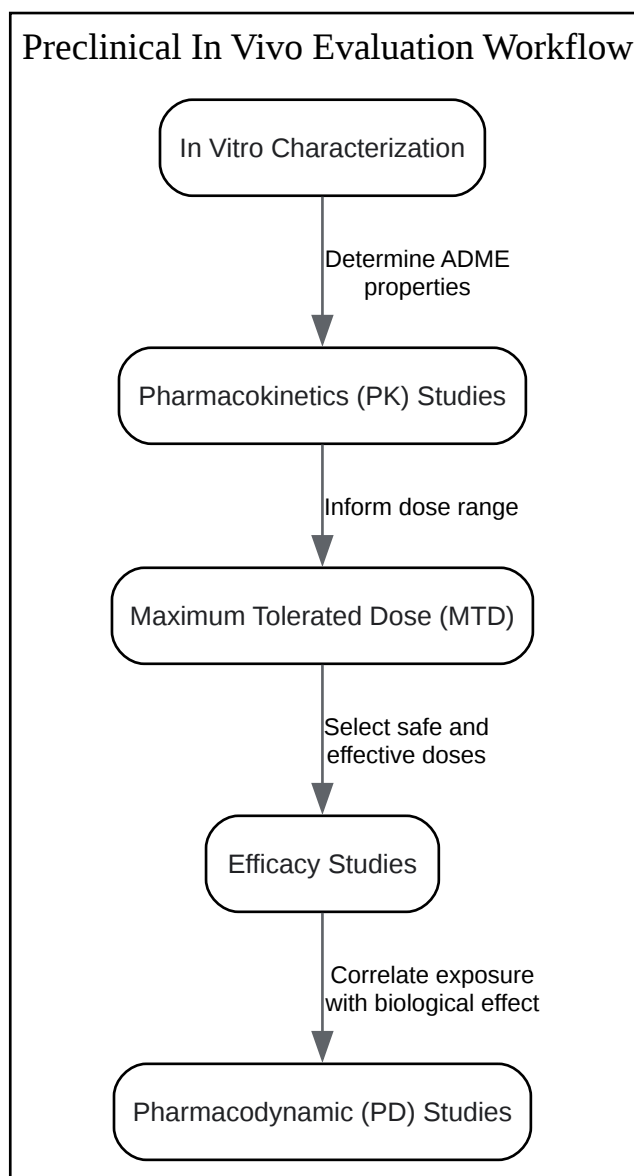 Preclinical In Vivo Evaluation Workflow
In Vitro Characterization
Determine ADME
properties
Pharmacokinetics (PK) Studies
Inform dose range
Maximum Tolerated Dose (MTD)
Select safe and
effective doses
Efficacy Studies
Correlate exposure
with biological effect
Pharmacodynamic (PD) Studies